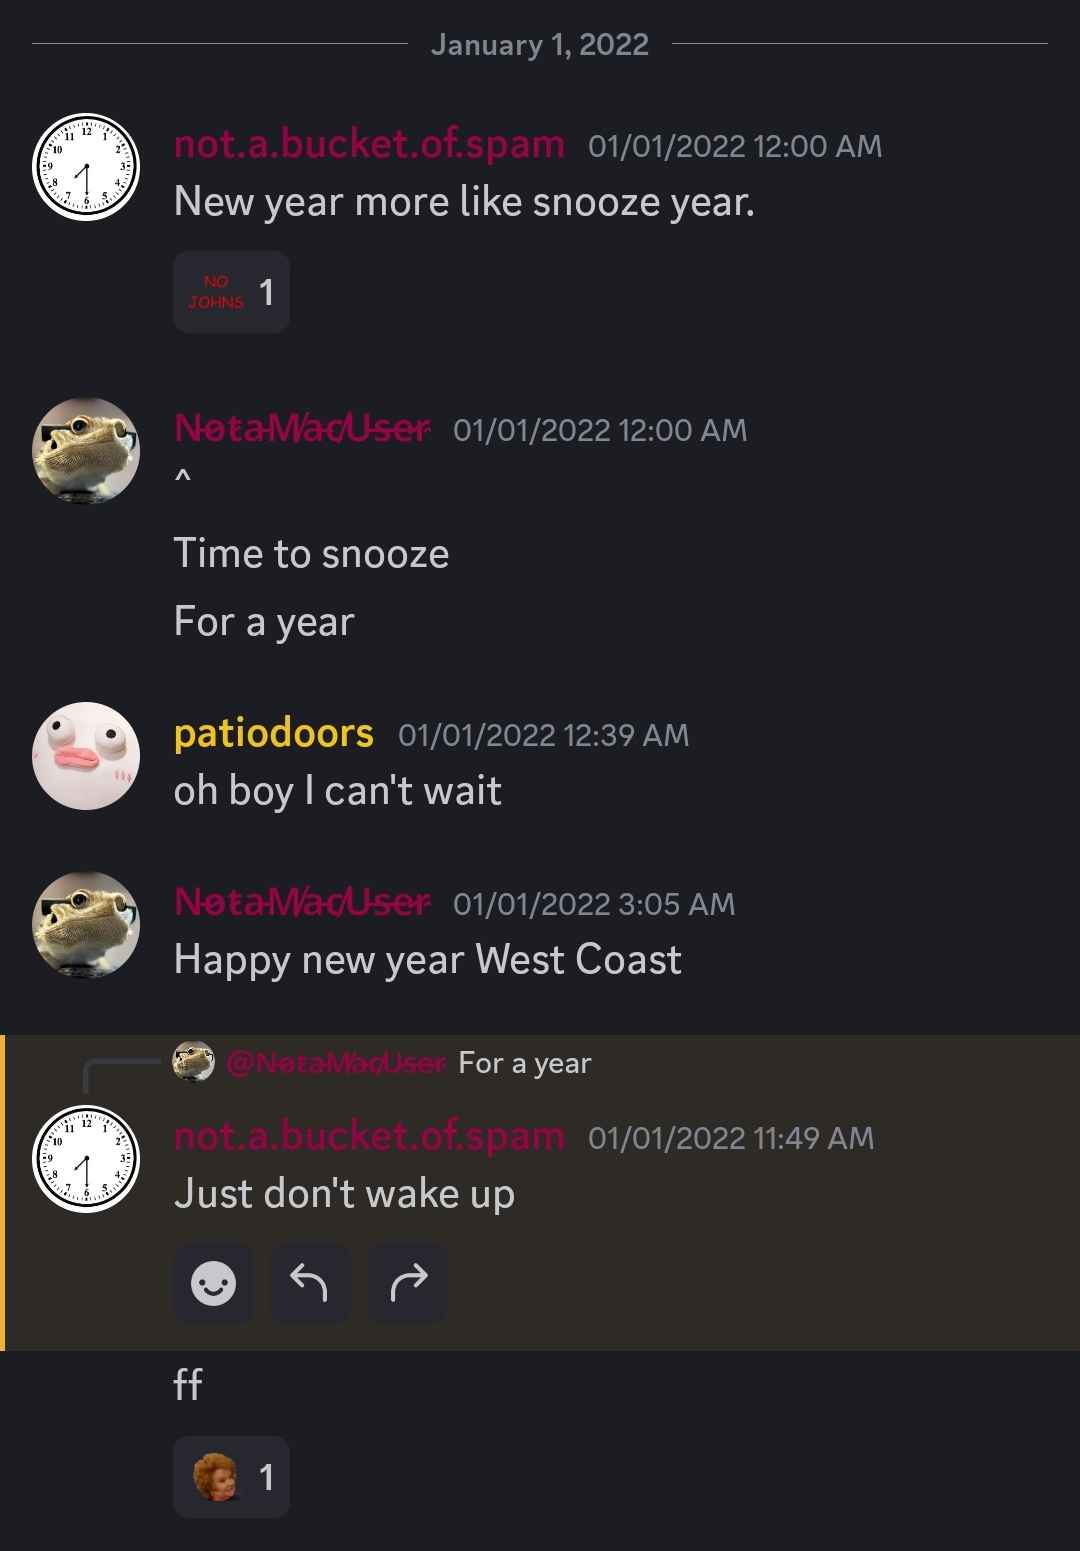 January 1, 2022
not.a.bucket.of.spam 01/01/2022 12:00 AM
New year more like snooze year.
NO
JOHNS 1
NotaMacUser 01/01/2022 12:00 AM
^
Time to snooze
For a year
patiodoors 01/01/2022 12:39 AM
oh boy I can't wait
NotaMacUser 01/01/2022 3:05 AM
Happy new year West Coast
@NotaMacUser For a year
not.a.bucket.of.spam 01/01/2022 11:49 AM
Just don't wake up
ff
1